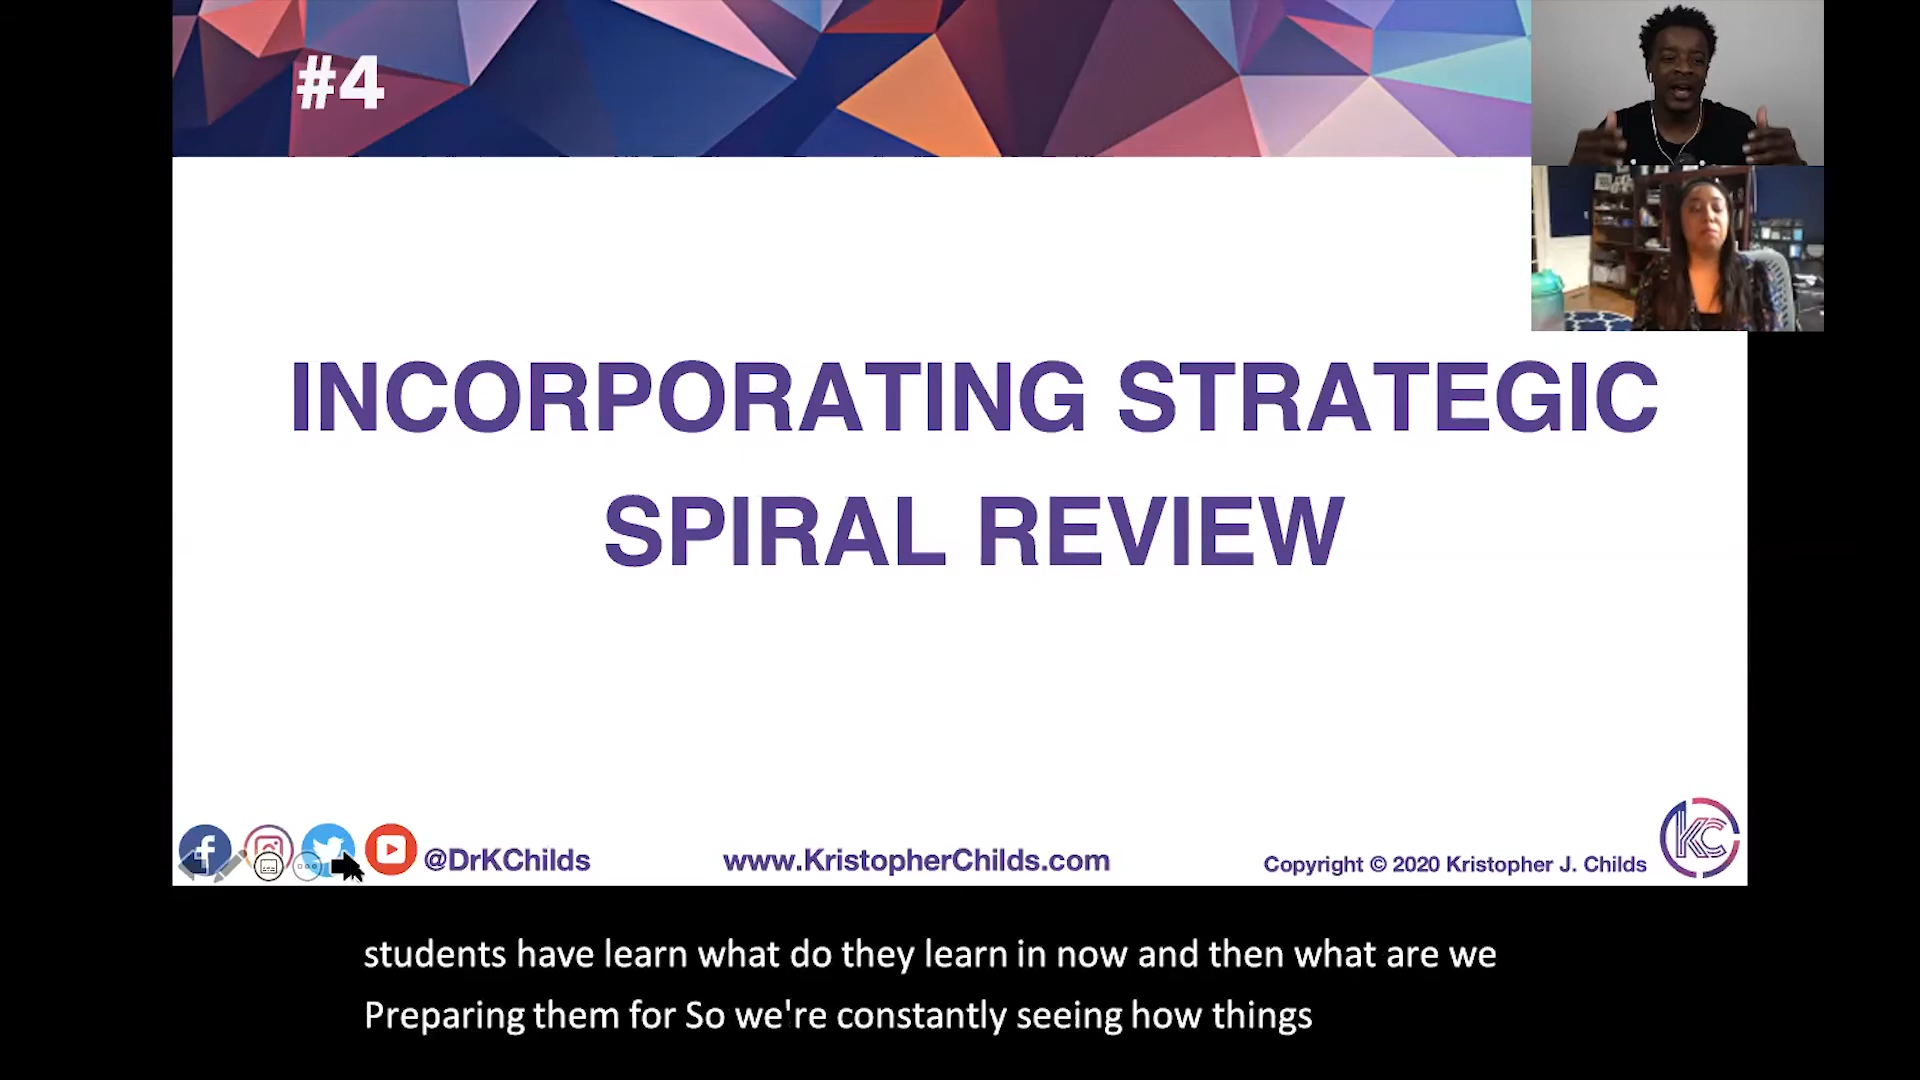 #4
INCORPORATING STRATEGIC
SPIRAL REVIEW
@DrKChilds
www.KristopherChilds.com
Copyright © 2020 Kristopher J. Childs
KC
students have learn what do they learn in now and then what are we
Preparing them for So we're constantly seeing how things